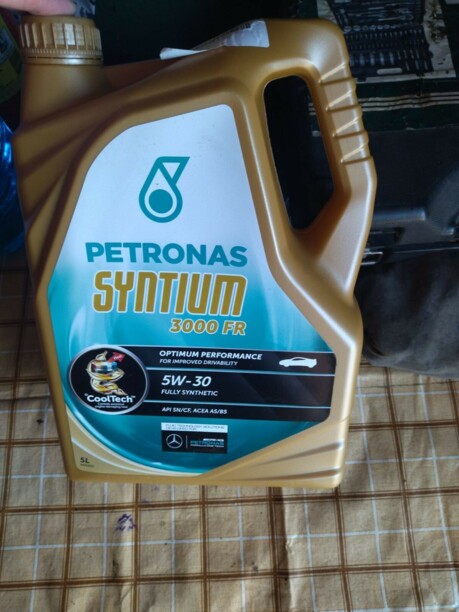 PETRONAS
SYNTIUM
3000 FR
OPTIMUM PERFORMANCE
FOR IMPROVED DRIVABILITY
5W-30
FULLY SYNTHETIC
API SN/CF, ACEA A5/B5
"CoolTech"
5L